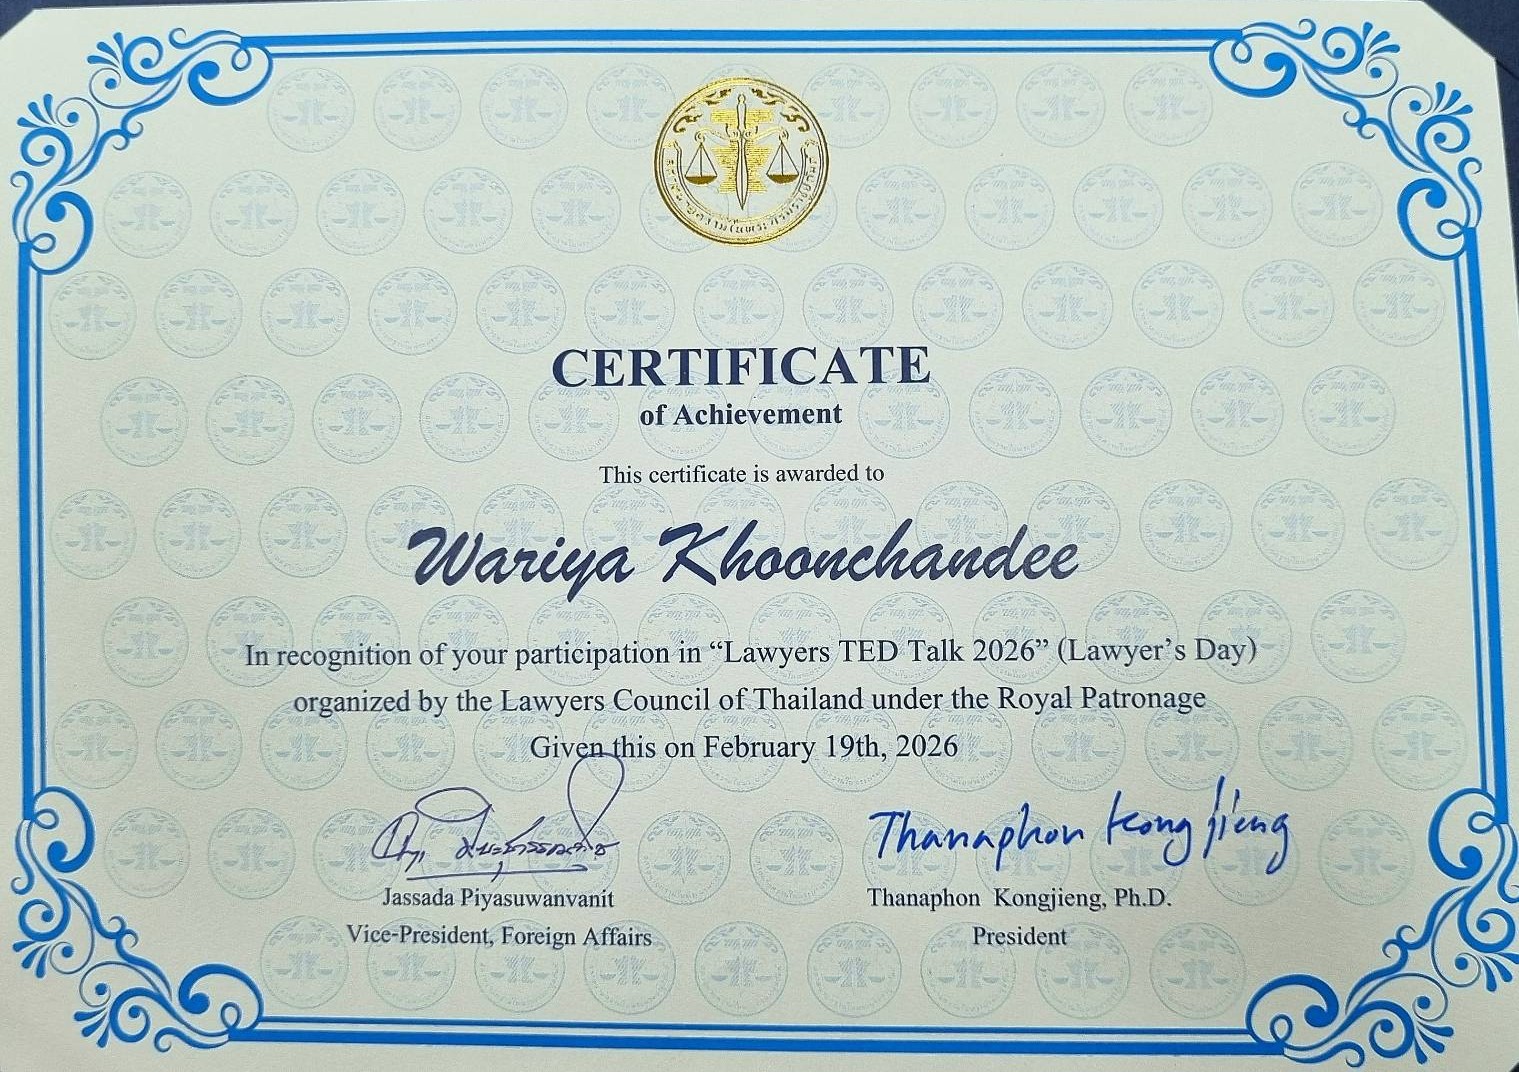 CERTIFICATE
of Achievement
This certificate is awarded to
Wariya Khoonchandee
In recognition of your participation in “Lawyers TED Talk 2026” (Lawyer’s Day)
organized by the Lawyers Council of Thailand under the Royal Patronage
Given this on February 19th, 2026
Thanaphon Kongjieng
Jassada Piyasuwanvanit
Thanaphon Kongjieng, Ph.D.
Vice-President, Foreign Affairs
President